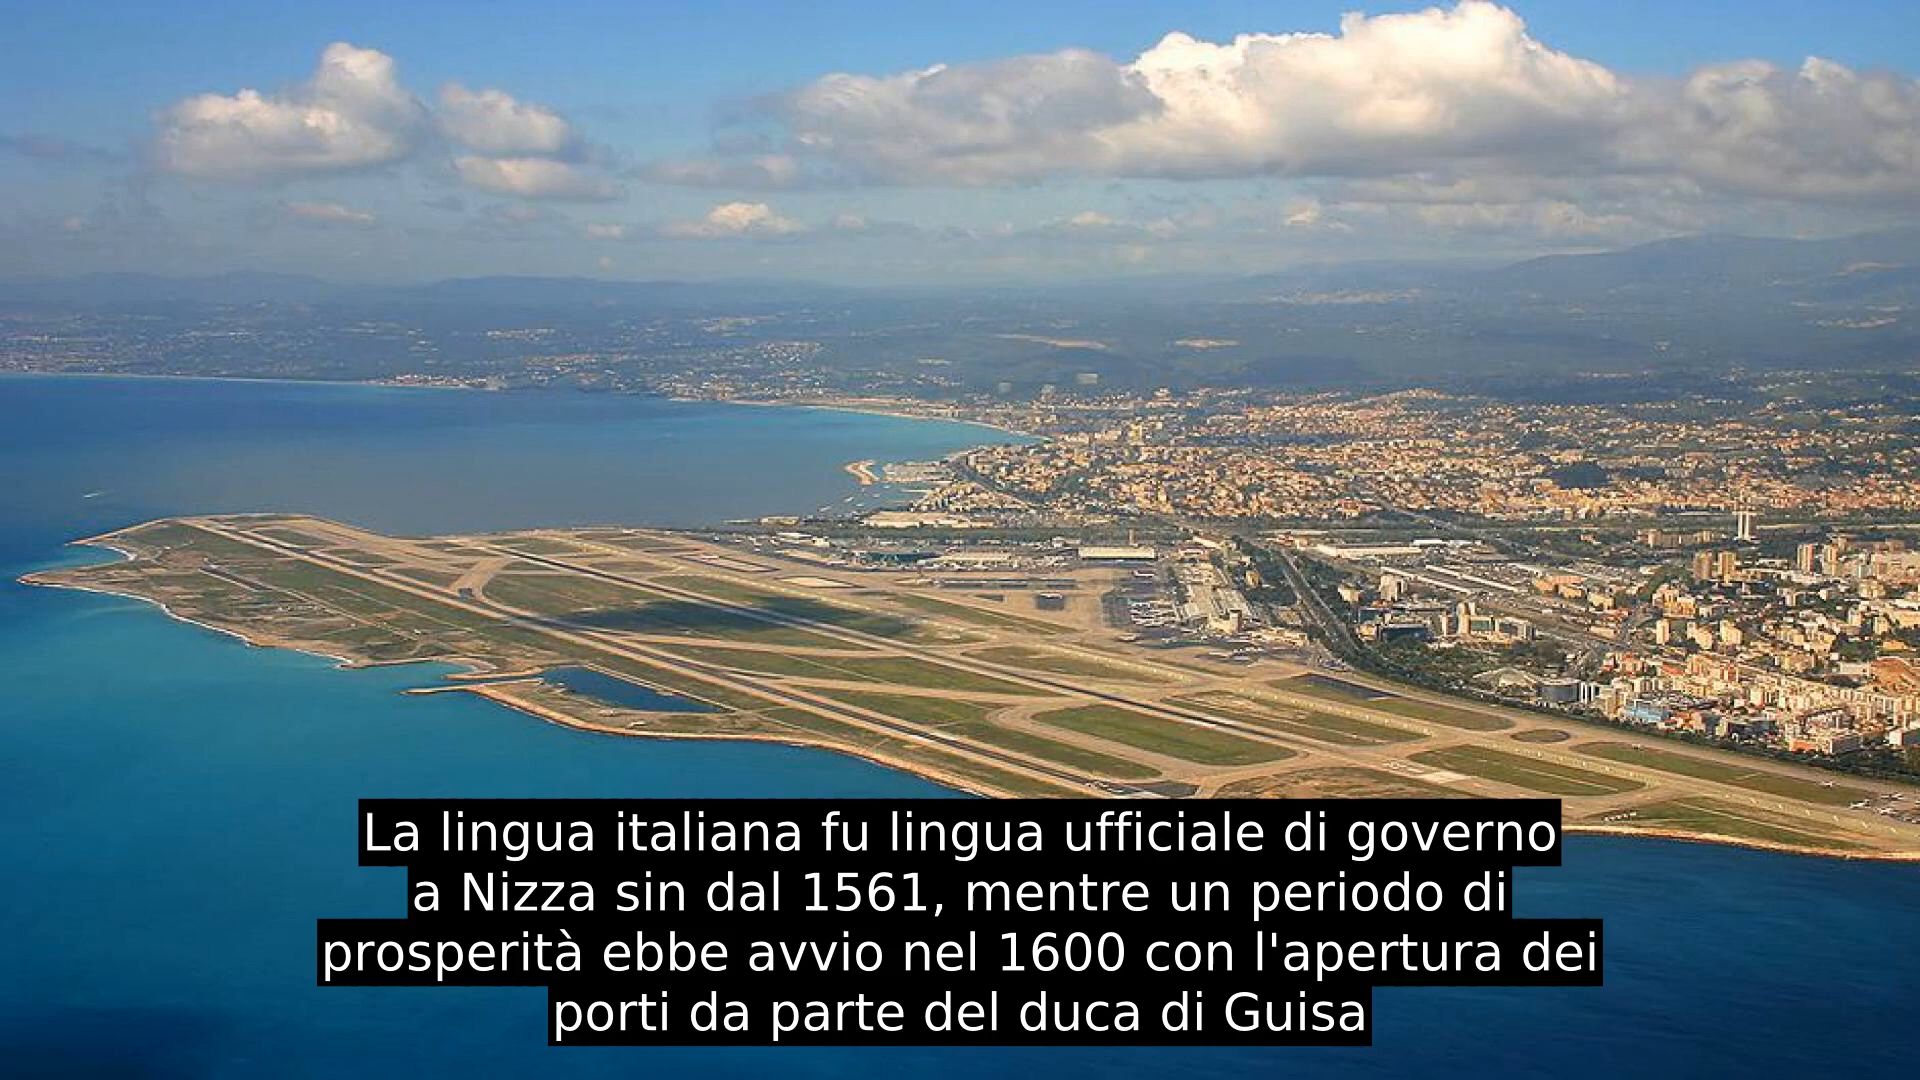 La lingua italiana fu lingua ufficiale di governo
a Nizza sin dal 1561, mentre un periodo di
prosperità ebbe avvio nel 1600 con l'apertura dei
porti da parte del duca di Guisa